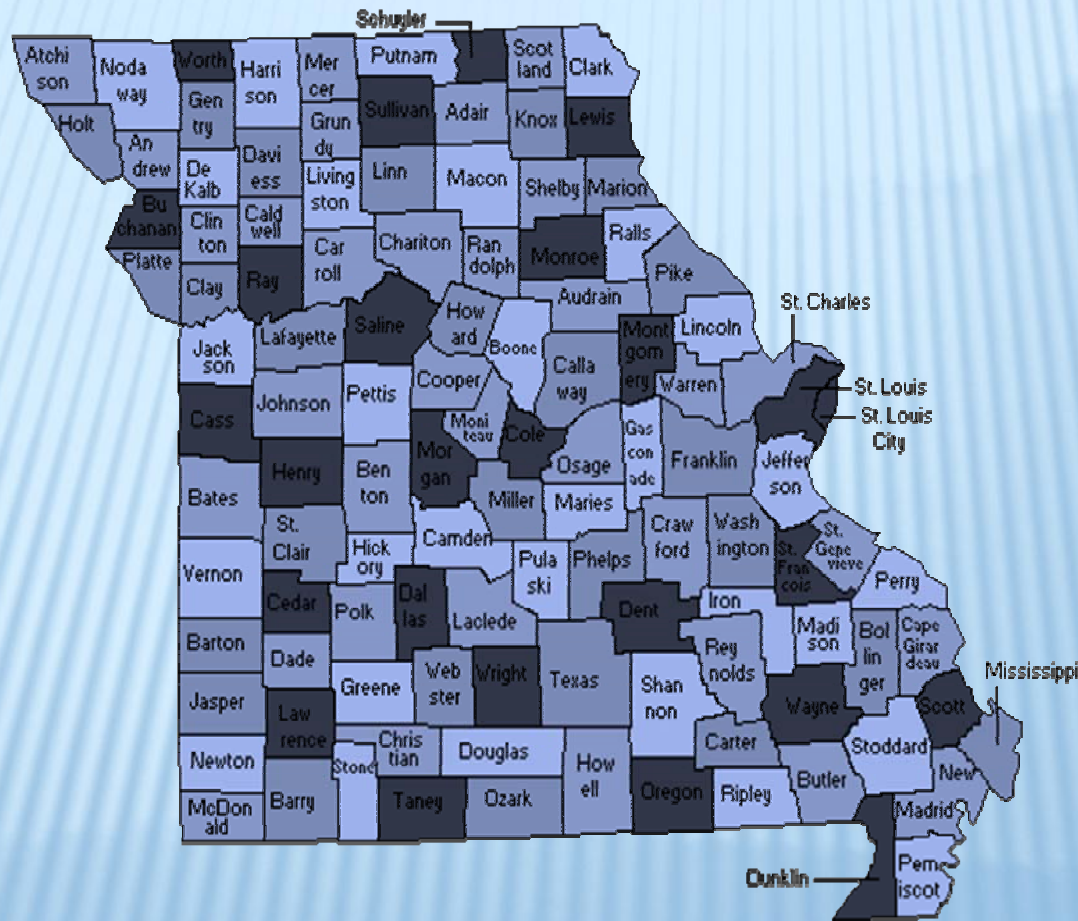 Schuyler
Atchi
son
Noda
way
Worth
Harri
son
Mer
cer
Putnam
Scot
land
Clark
Holt
Gen
try
Sullivan
Adair
Knox
Lewis
An
drew
De
Kalb
Davi
ess
Grun
dy
Living
ston
Linn
Macon
Shelby
Marion
Bu
chanan
Clin
ton
Cald
well
Car
roll
Chariton
Ran
dolph
Monroe
Ralls
Platte
Clay
Ray
Pike
Audrain
St. Charles
Saline
How
ard
Boone
Mont
gom
ery
Lincoln
Jack
son
Lafayette
Calla
way
Warren
St. Louis
St. Louis
City
Cass
Johnson
Pettis
Cooper
Moni
teau
Cole
Gas
con
ade
Franklin
Jeffer
son
Henry
Mor
gan
Osage
Bates
Ben
ton
Miller
Maries
St.
Clair
Camden
Craw
ford
Wash
ington
St.
Fran
cois
St.
Gene
vieve
Vernon
Hick
ory
Pula
ski
Phelps
Perry
Cedar
Polk
Dal
las
Laclede
Dent
Iron
Madi
son
Bol
lin
ger
Cape
Girar
deau
Barton
Dade
Rey
nolds
Mississippi
Jasper
Greene
Web
ster
Wright
Texas
Shan
non
Wayne
Scott
Law
rence
Chris
tian
Douglas
Carter
Stoddard
Newton
Stone
How
ell
Butler
New
Madrid
McDon
ald
Barry
Taney
Ozark
Oregon
Ripley
Pem
iscot
Dunklin